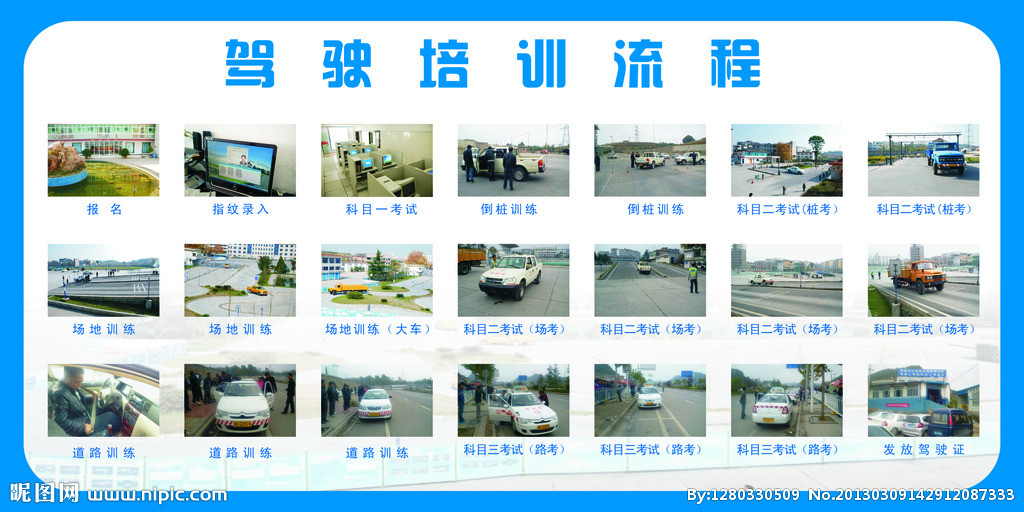 驾驶培训流程
报 名
指纹录入
科目一考试
倒桩训练
倒桩训练
科目二考试(桩考)
科目二考试(桩考)
场地训练
场地训练
场地训练(大车)
科目二考试(场考)
科目二考试(场考)
科目二考试(场考)
科目二考试(场考)
道路训练
道路训练
道路训练
科目三考试(路考)
科目三考试(路考)
科目三考试(路考)
发放驾驶证
昵图网 www.nipic.com
By:1280330509 No.20130309142912087333